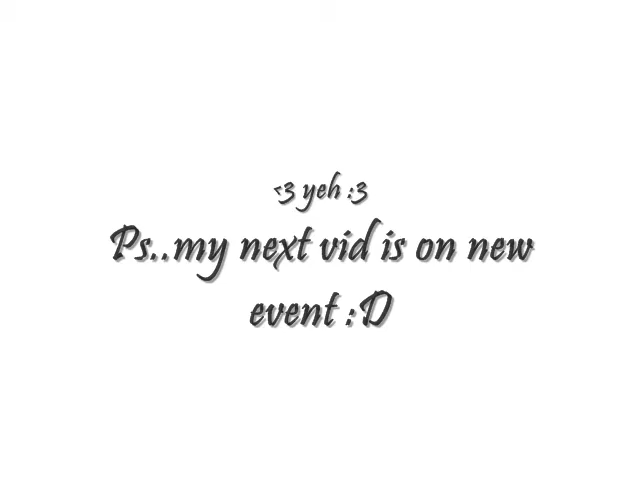 <3 yeh :3
Ps..my next vid is on new
event :D